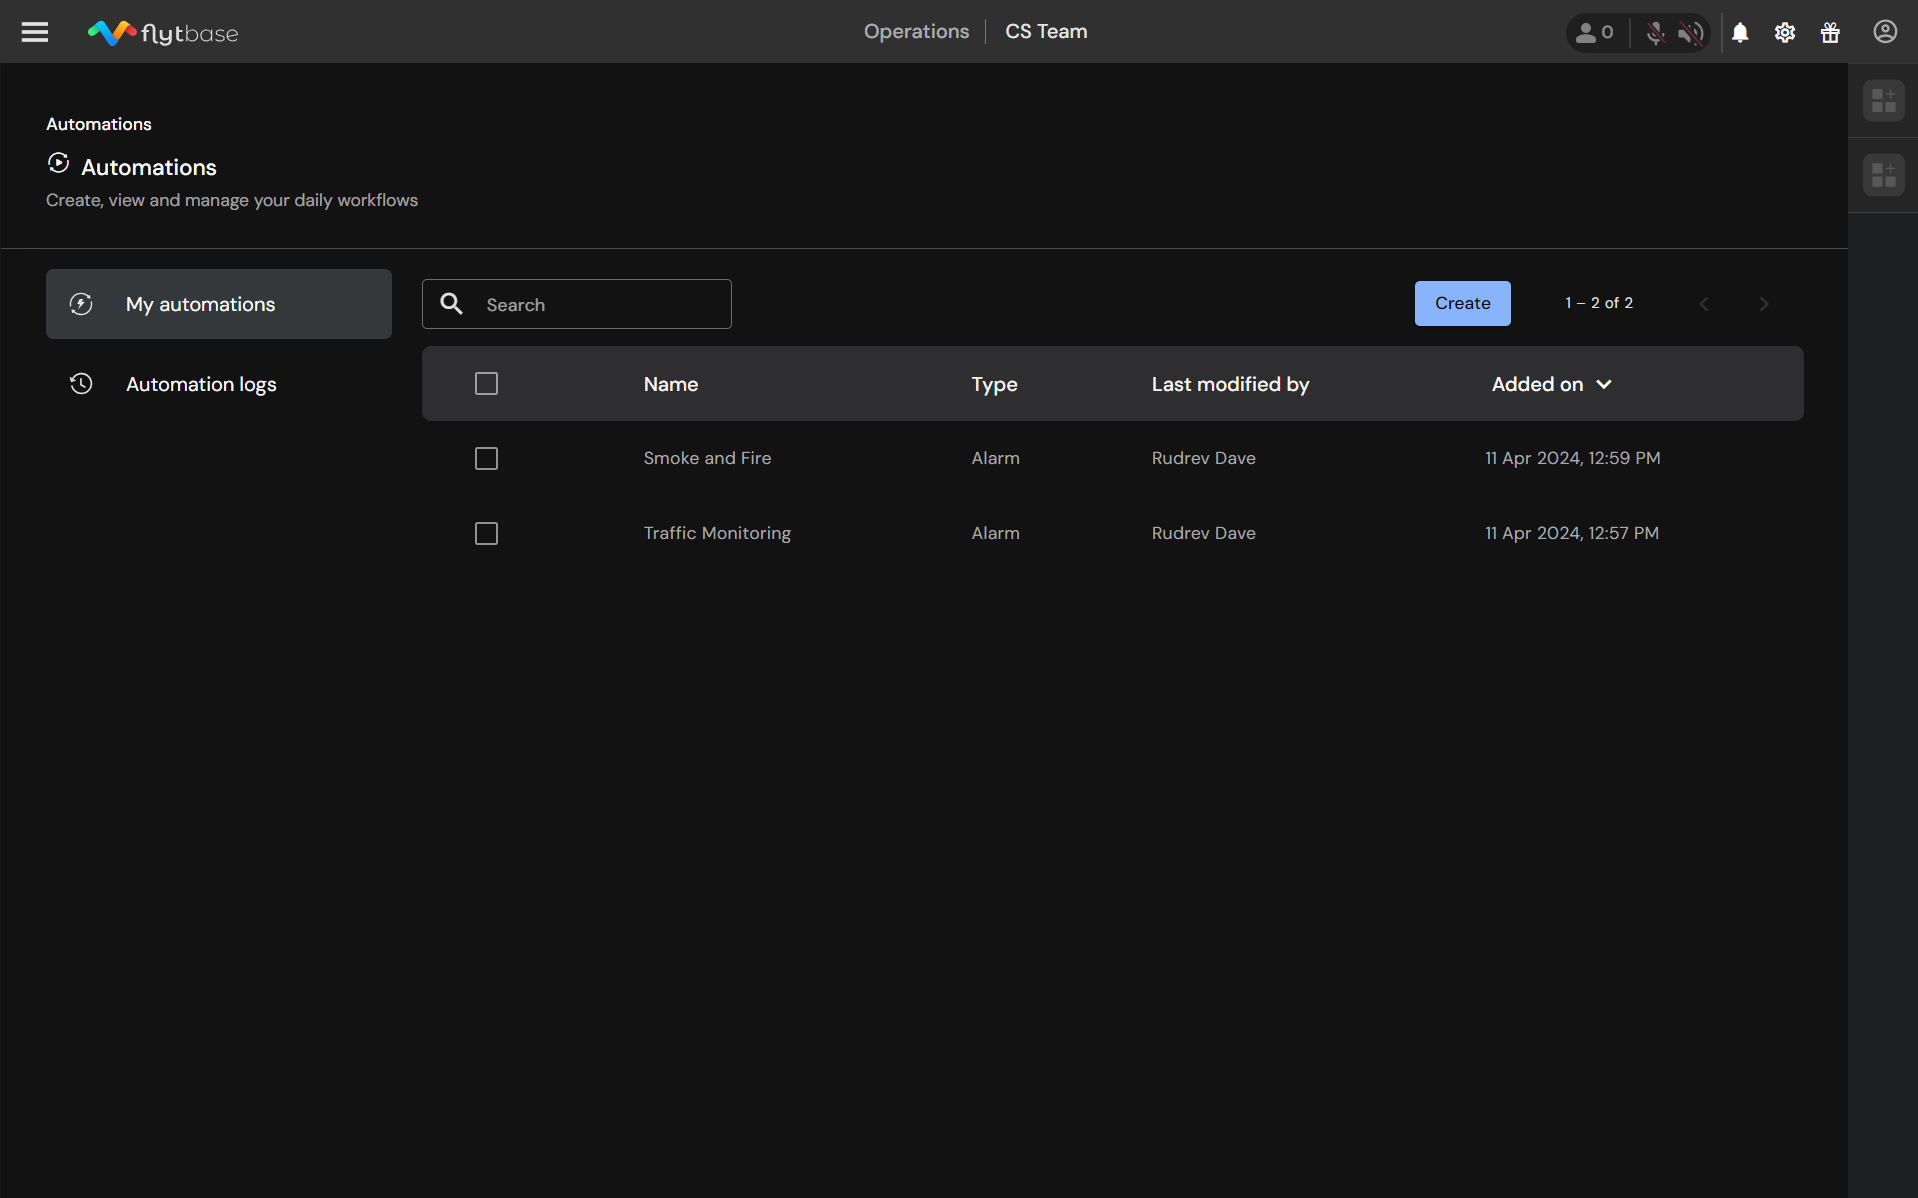 flytbase
Operations CS Team
0
Automations
Automations
Create, view and manage your daily workflows
My automations
Automation logs
Search
Create
1 – 2 of 2
Name Type Last modified by Added on
Smoke and Fire Alarm Rudrev Dave 11 Apr 2024, 12:59 PM
Traffic Monitoring Alarm Rudrev Dave 11 Apr 2024, 12:57 PM